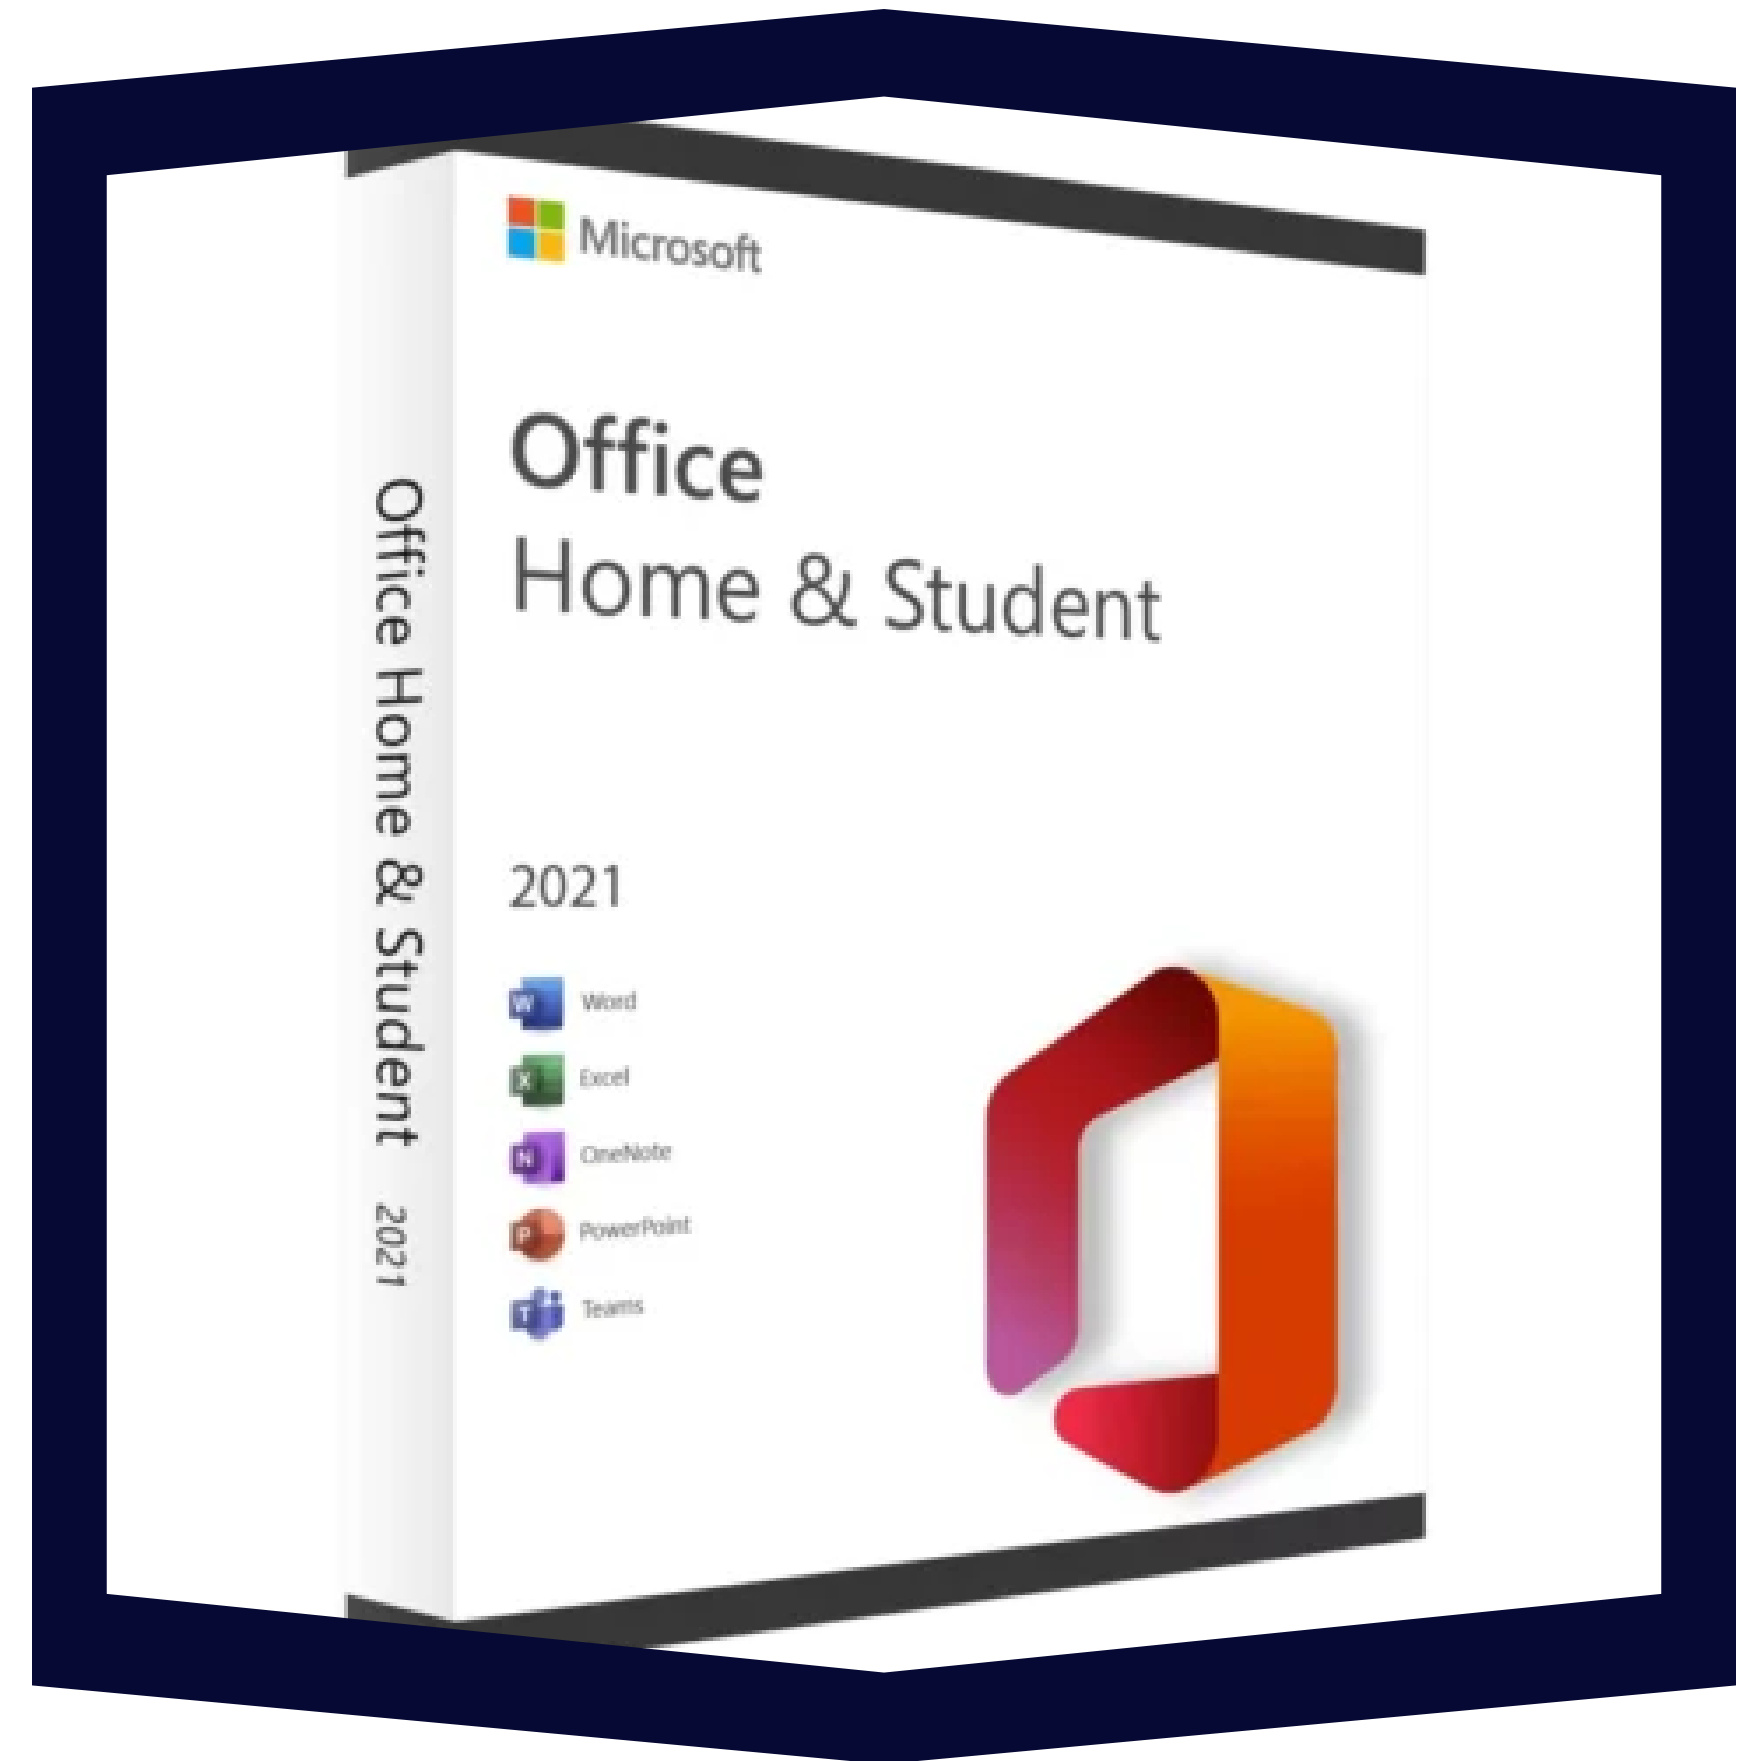 Microsoft
Office
Home & Student
2021
Word
Excel
OneNote
PowerPoint
Teams
Office Home & Student 2021